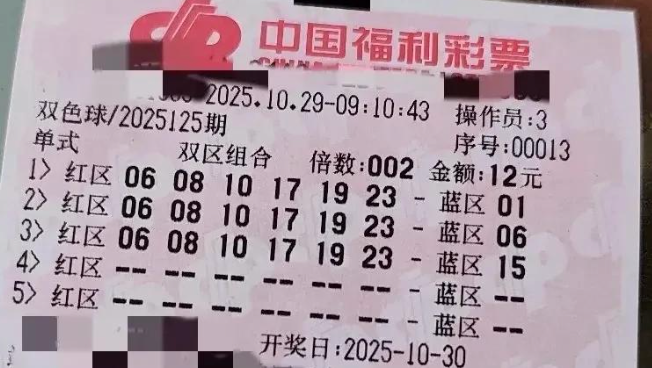 中国福利彩票
2025.10.29-09:10:43 操作员:3
双色球/2025125期 序号:00013
单式 双区组合 倍数:002 金额:12元
1> 红区 06 08 10 17 19 23 - 蓝区 01
2> 红区 06 08 10 17 19 23 - 蓝区 06
3> 红区 06 08 10 17 19 23 - 蓝区 15
4> 红区 -- -- -- -- -- -- - 蓝区 --
5> 红区 -- -- -- -- -- -- - 蓝区 --
开奖日:2025-10-30